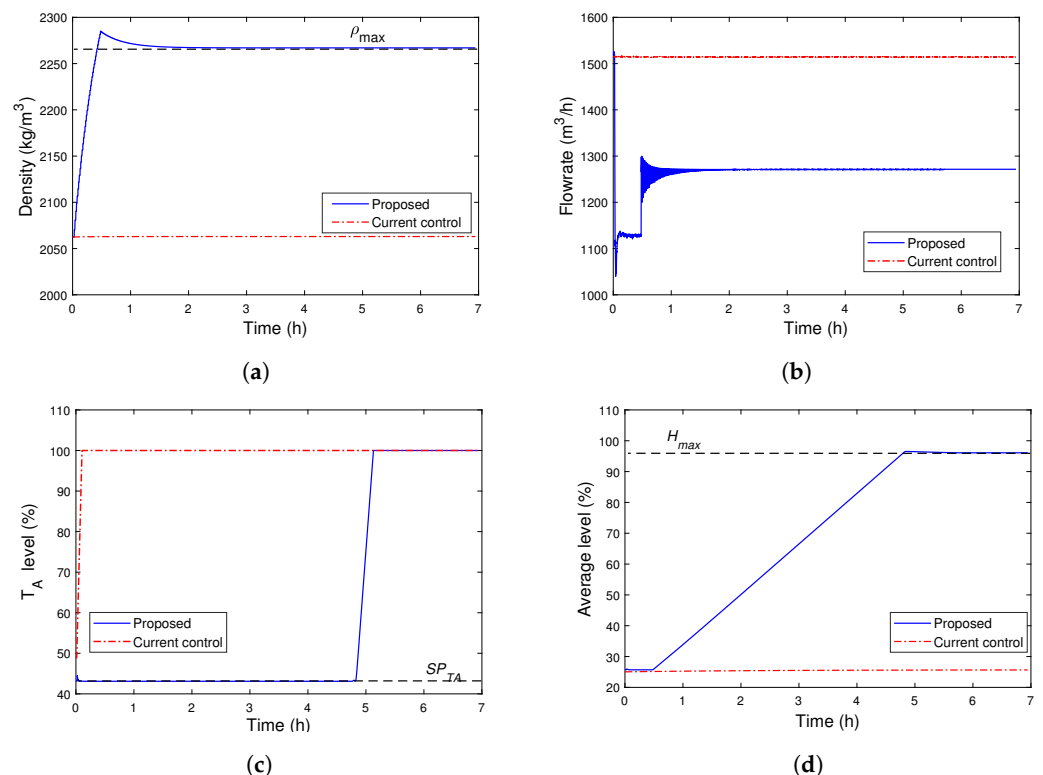 2300
2250
2200
2150
2100
2050
2000
Density (kg/m³)
ρmax
Proposed
Current control
0 1 2 3 4 5 6 7
Time (h)
(a)
1600
1500
1400
1300
1200
1100
1000
Flowrate (m³/h)
Proposed
Current control
0 1 2 3 4 5 6 7
Time (h)
(b)
110
100
90
80
70
60
50
40
T_A level (%)
Proposed
Current control
SP_TA
0 1 2 3 4 5 6 7
Time (h)
(c)
110
100
90
80
70
60
50
40
30
20
Average level (%)
H_max
Proposed
Current control
0 1 2 3 4 5 6 7
Time (h)
(d)